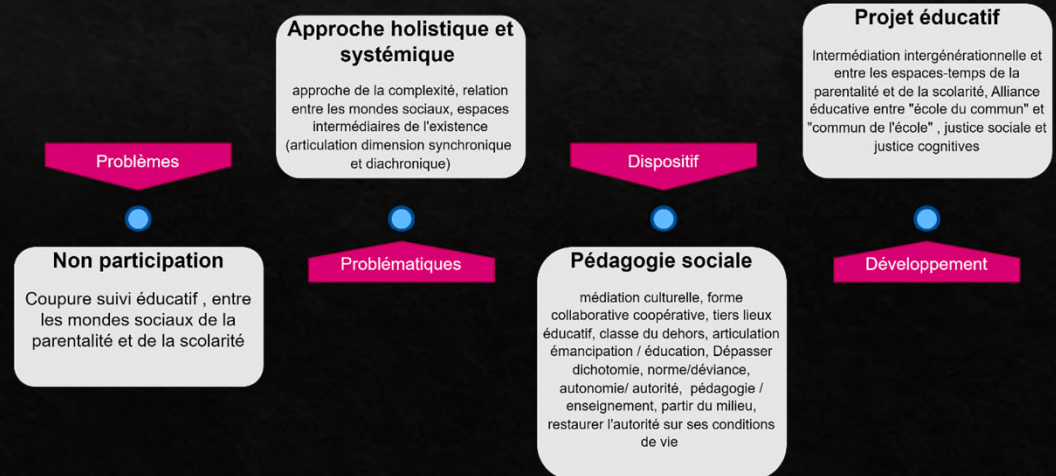 Problèmes
Non participation
Coupure suivi éducatif , entre
les mondes sociaux de la
parentalité et de la scolarité
Approche holistique et
systémique
approche de la complexité, relation
entre les mondes sociaux, espaces
intermédiaires de l'existence
(articulation dimension synchronique
et diachronique)
Problématiques
Dispositif
Pédagogie sociale
médiation culturelle, forme
collaborative coopérative, tiers lieux
éducatif, classe du dehors, articulation
émancipation / éducation, Dépasser
dichotomie, norme/déviance,
autonomie/ autorité, pédagogie /
enseignement, partir du milieu,
restaurer l'autorité sur ses conditions
de vie
Projet éducatif
Intermédiation intergénérationnelle et
entre les espaces-temps de la
parentalité et de la scolarité, Alliance
éducative entre "école du commun" et
"commun de l'école" , justice sociale et
justice cognitives
Développement